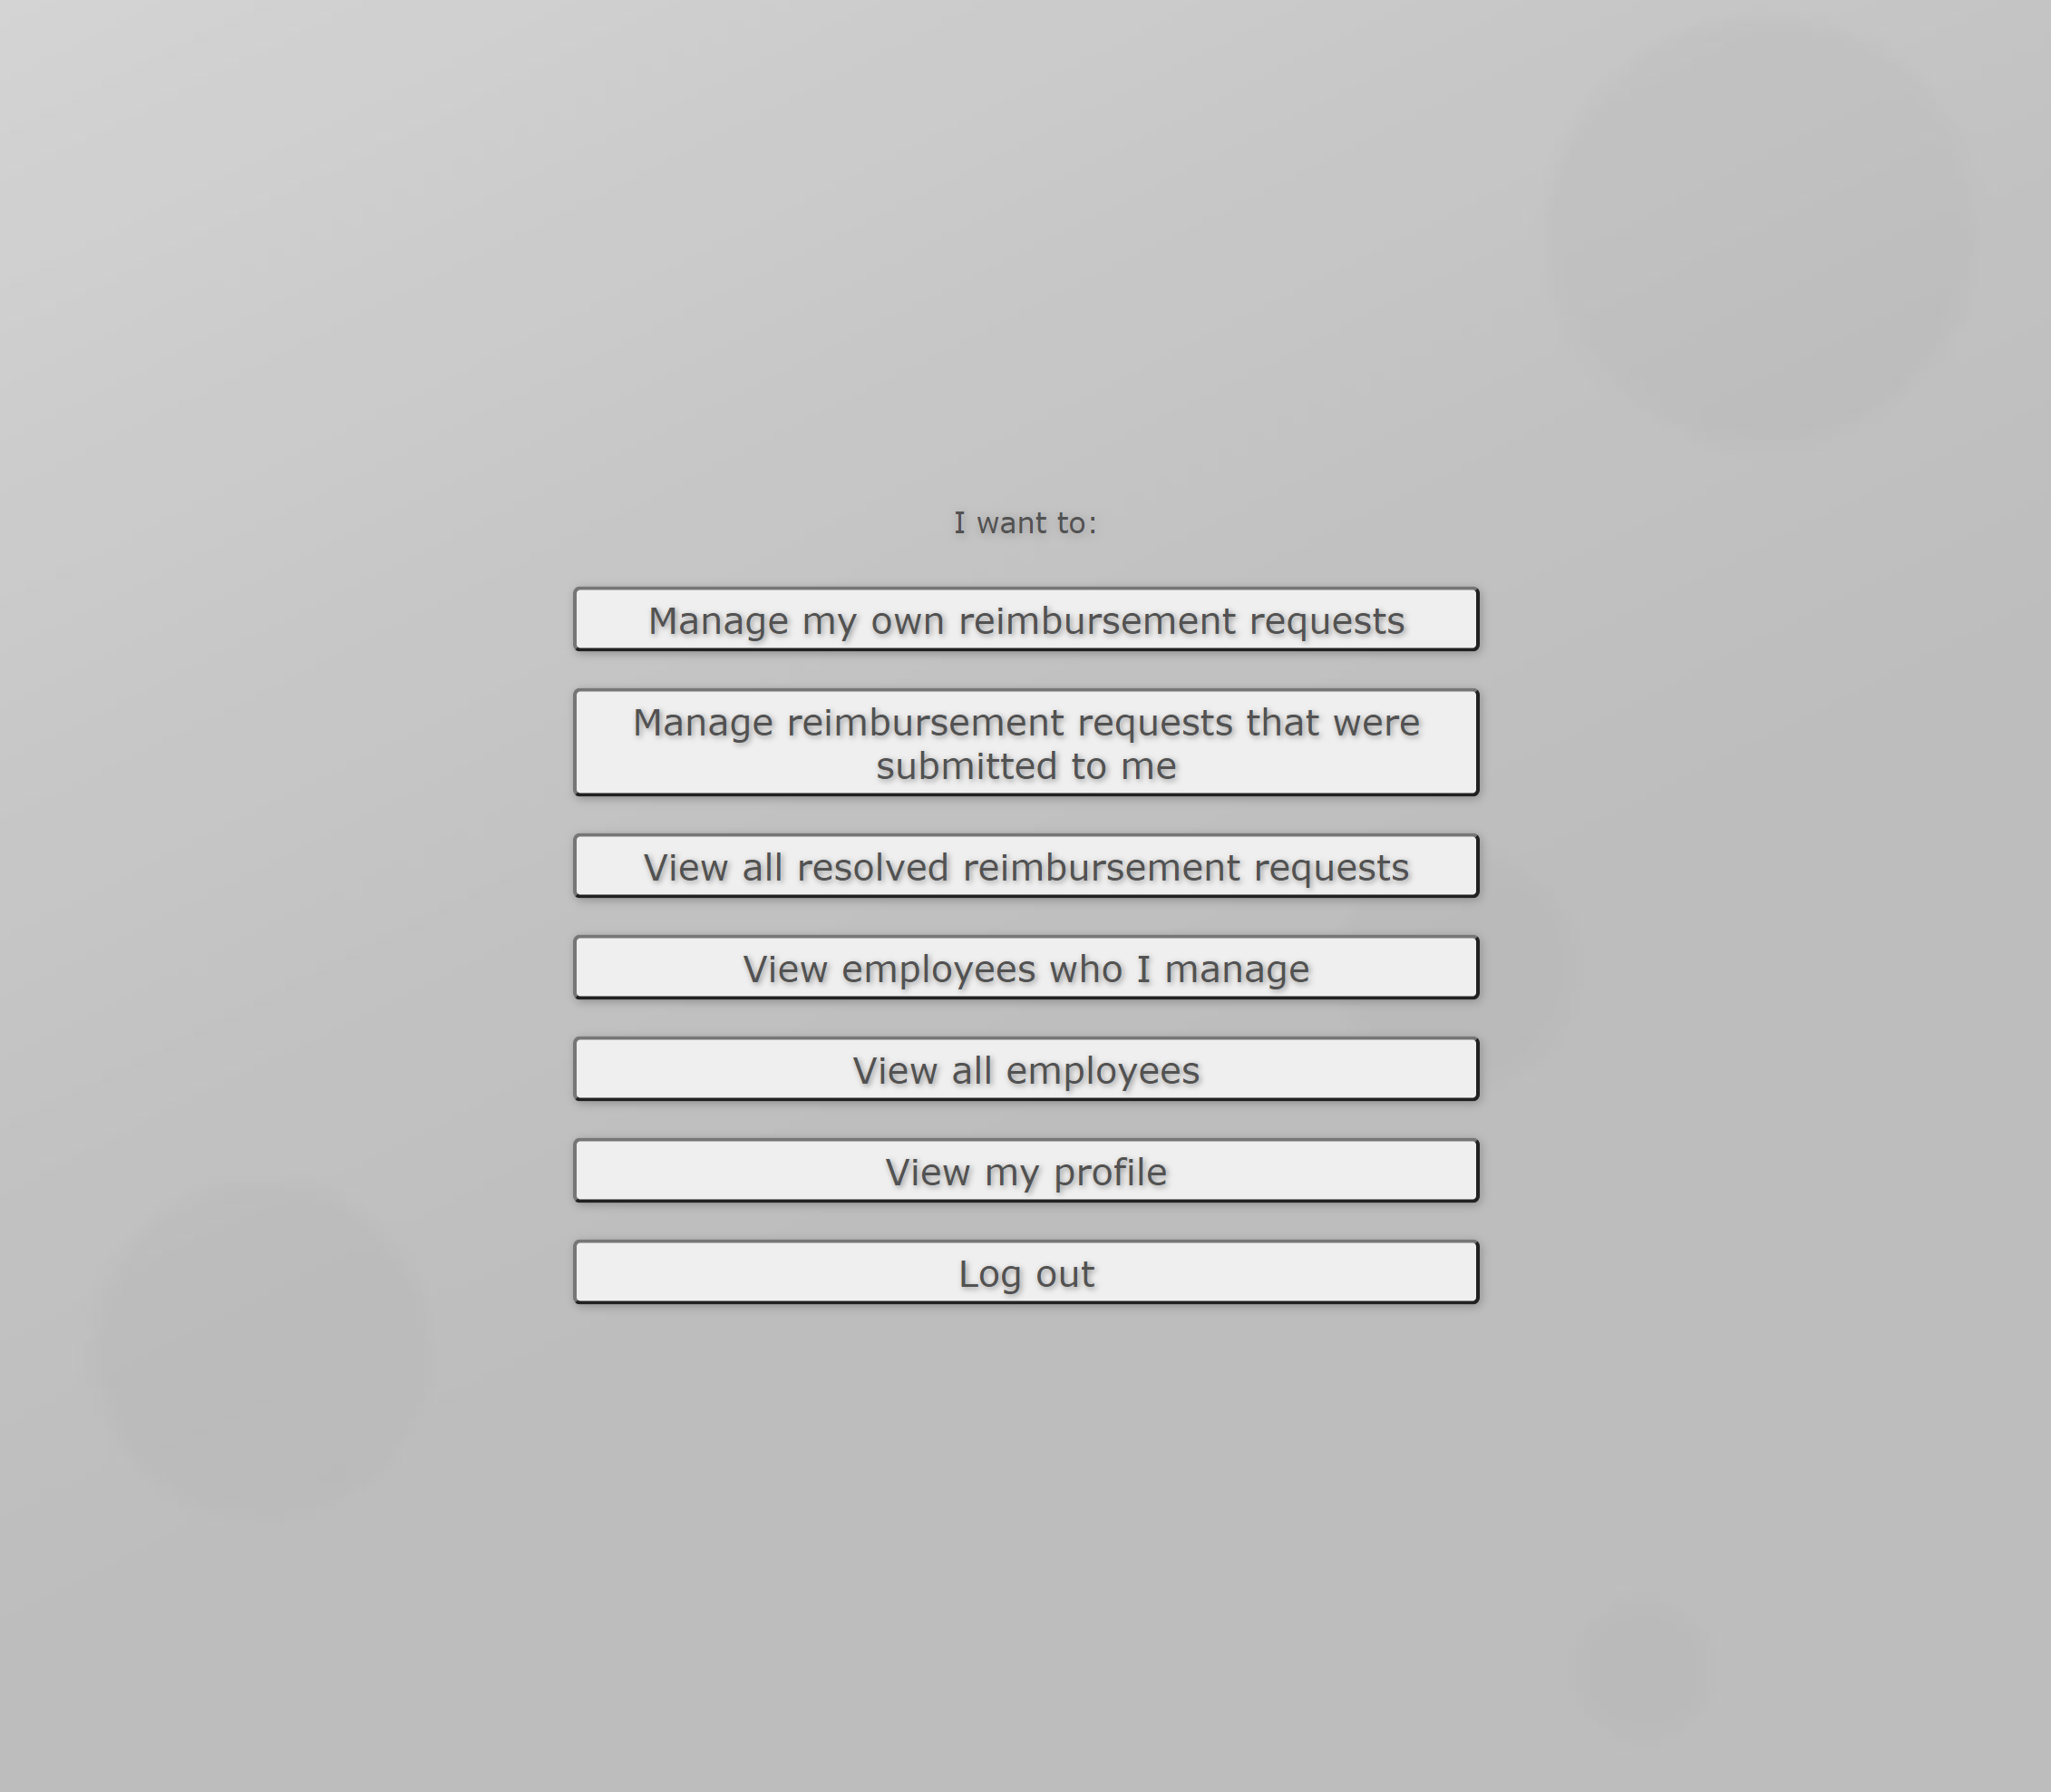 I want to:
Manage my own reimbursement requests
Manage reimbursement requests that were
submitted to me
View all resolved reimbursement requests
View employees who I manage
View all employees
View my profile
Log out